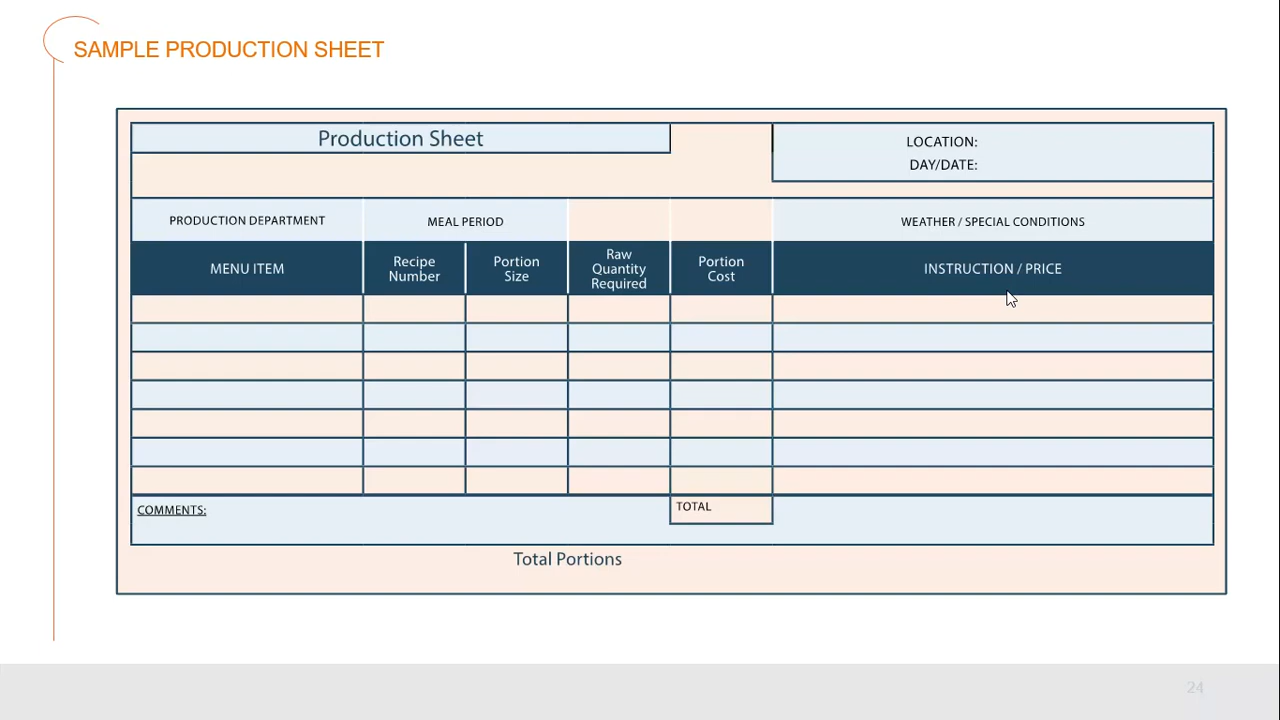 SAMPLE PRODUCTION SHEET
Production Sheet
LOCATION:
DAY/DATE:
PRODUCTION DEPARTMENT
MEAL PERIOD
WEATHER / SPECIAL CONDITIONS
MENU ITEM
Recipe
Number
Portion
Size
Raw
Quantity
Required
Portion
Cost
INSTRUCTION / PRICE
COMMENTS:
TOTAL
Total Portions
24